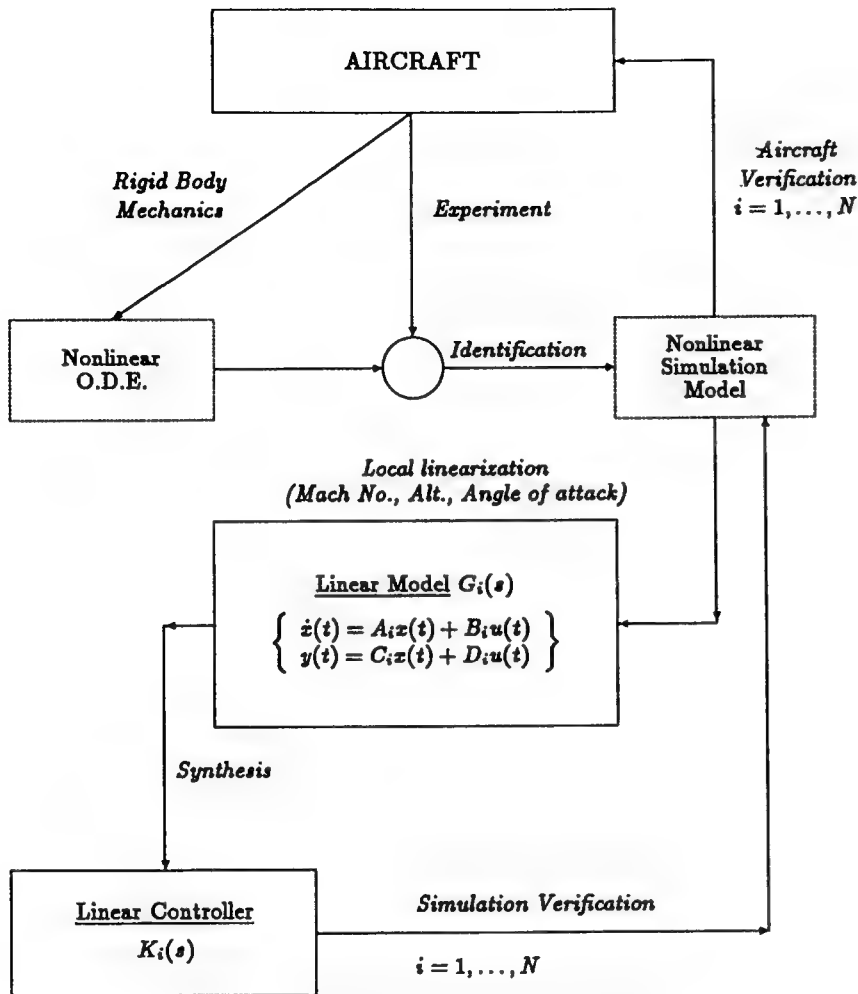 AIRCRAFT
Rigid Body
Mechanics
Experiment
Aircraft
Verification
i = 1, . . . , N
Nonlinear
O.D.E.
Identification
Nonlinear
Simulation
Model
Local linearization
(Mach No., Alt., Angle of attack)
Linear Model G_i(s)
ẋ(t) = A_i x(t) + B_i u(t)
y(t) = C_i x(t) + D_i u(t)
Synthesis
Linear Controller
K_i(s)
Simulation Verification
i = 1, . . . , N